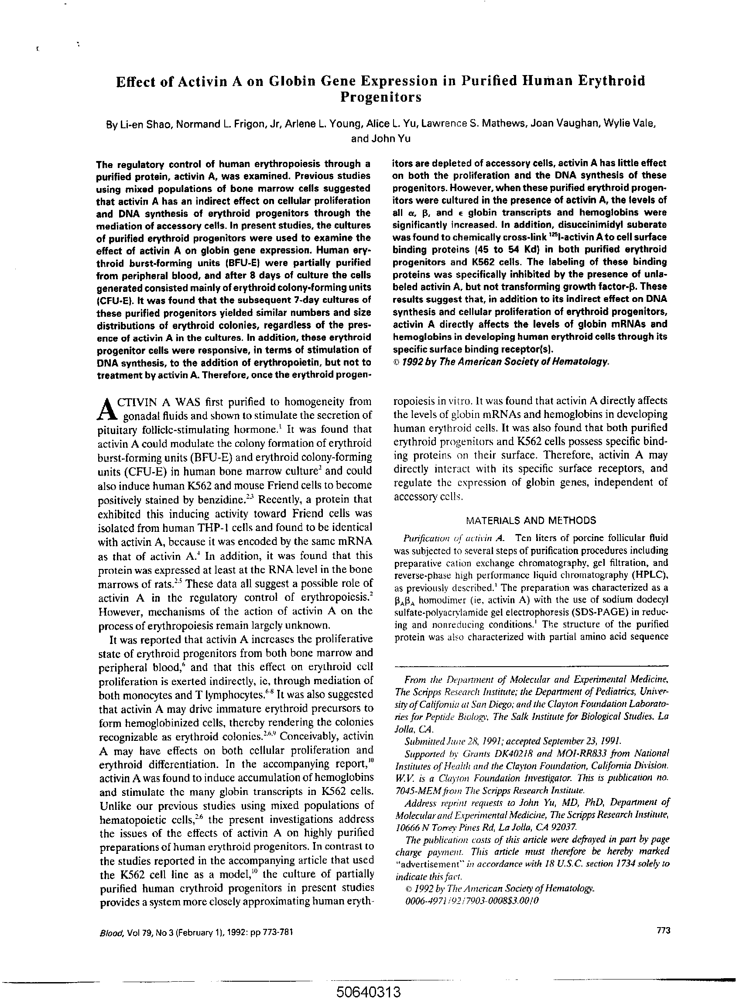 Effect of Activin A on Globin Gene Expression in Purified Human Erythroid
Progenitors
By Li-en Shao, Normand L. Frigon, Jr, Arlene L. Young, Alice L. Yu, Lawrence S. Mathews, Joan Vaughan, Wylie Vale,
and John Yu
The regulatory control of human erythropoiesis through a
purified protein, activin A, was examined. Previous studies
using mixed populations of bone marrow cells suggested
that activin A has an indirect effect on cellular proliferation
and DNA synthesis of erythroid progenitors through the
mediation of accessory cells. In present studies, the cultures
of purified erythroid progenitors were used to examine the
effect of activin A on globin gene expression. Human ery-
throid burst-forming units (BFU-E) were partially purified
from peripheral blood, and after 8 days of culture the cells
generated consisted mainly of erythroid colony-forming units
(CFU-E). It was found that the subsequent 7-day cultures of
these purified progenitors yielded similar numbers and size
distributions of erythroid colonies, regardless of the pres-
ence of activin A in the cultures. In addition, these erythroid
progenitor cells were responsive, in terms of stimulation of
DNA synthesis, to the addition of erythropoietin, but not to
treatment by activin A. Therefore, once the erythroid progen-
itors are depleted of accessory cells, activin A has little effect
on both the proliferation and the DNA synthesis of these
progenitors. However, when these purified erythroid progen-
itors were cultured in the presence of activin A, the levels of
all α, β, and ε globin transcripts and hemoglobins were
significantly increased. In addition, disuccinimidyl suberate
was found to chemically cross-link ¹²⁵I-activin A to cell surface
binding proteins (45 to 54 Kd) in both purified erythroid
progenitors and K562 cells. The labeling of these binding
proteins was specifically inhibited by the presence of unla-
beled activin A, but not transforming growth factor-β. These
results suggest that, in addition to its indirect effect on DNA
synthesis and cellular proliferation of erythroid progenitors,
activin A directly affects the levels of globin mRNAs and
hemoglobins in developing human erythroid cells through its
specific surface binding receptor(s).
© 1992 by The American Society of Hematology.
ACTIVIN A WAS first purified to homogeneity from
gonadal fluids and shown to stimulate the secretion of
pituitary follicle-stimulating hormone.¹ It was found that
activin A could modulate the colony formation of erythroid
burst-forming units (BFU-E) and erythroid colony-forming
units (CFU-E) in human bone marrow culture² and could
also induce human K562 and mouse Friend cells to become
positively stained by benzidine.²,³ Recently, a protein that
exhibited this inducing activity toward Friend cells was
isolated from human THP-1 cells and found to be identical
with activin A, because it was encoded by the same mRNA
as that of activin A.⁴ In addition, it was found that this
protein was expressed at least at the RNA level in the bone
marrows of rats.²,⁵ These data all suggest a possible role of
activin A in the regulatory control of erythropoiesis.²
However, mechanisms of the action of activin A on the
process of erythropoiesis remain largely unknown.
It was reported that activin A increases the proliferative
state of erythroid progenitors from both bone marrow and
peripheral blood,⁶ and that this effect on erythroid cell
proliferation is exerted indirectly, ie, through mediation of
both monocytes and T lymphocytes.⁶⁻⁸ It was also suggested
that activin A may drive immature erythroid precursors to
form hemoglobinized cells, thereby rendering the colonies
recognizable as erythroid colonies.²,⁶,⁹ Conceivably, activin
A may have effects on both cellular proliferation and
erythroid differentiation. In the accompanying report,¹⁰
activin A was found to induce accumulation of hemoglobins
and stimulate the many globin transcripts in K562 cells.
Unlike our previous studies using mixed populations of
hematopoietic cells,²,⁶ the present investigations address
the issues of the effects of activin A on highly purified
preparations of human erythroid progenitors. In contrast to
the studies reported in the accompanying article that used
the K562 cell line as a model,¹⁰ the culture of partially
purified human erythroid progenitors in present studies
provides a system more closely approximating human eryth-
ropoiesis in vitro. It was found that activin A directly affects
the levels of globin mRNAs and hemoglobins in developing
human erythroid cells. It was also found that both purified
erythroid progenitors and K562 cells possess specific bind-
ing proteins on their surface. Therefore, activin A may
directly interact with its specific surface receptors, and
regulate the expression of globin genes, independent of
accessory cells.
MATERIALS AND METHODS
Purification of activin A. Ten liters of porcine follicular fluid
was subjected to several steps of purification procedures including
preparative cation exchange chromatography, gel filtration, and
reverse-phase high performance liquid chromatography (HPLC),
as previously described.¹ The preparation was characterized as a
βAβA homodimer (ie, activin A) with the use of sodium dodecyl
sulfate-polyacrylamide gel electrophoresis (SDS-PAGE) in reduc-
ing and nonreducing conditions.¹ The structure of the purified
protein was also characterized with partial amino acid sequence
From the Department of Molecular and Experimental Medicine,
The Scripps Research Institute; the Department of Pediatrics, Univer-
sity of California at San Diego; and the Clayton Foundation Laborato-
ries for Peptide Biology, The Salk Institute for Biological Studies, La
Jolla, CA.
Submitted June 28, 1991; accepted September 23, 1991.
Supported by Grants DK40218 and MOI-RR833 from National
Institutes of Health and the Clayton Foundation, California Division.
W.V. is a Clayton Foundation Investigator. This is publication no.
7045-MEM from The Scripps Research Institute.
Address reprint requests to John Yu, MD, PhD, Department of
Molecular and Experimental Medicine, The Scripps Research Institute,
10666 N Torrey Pines Rd, La Jolla, CA 92037.
The publication costs of this article were defrayed in part by page
charge payment. This article must therefore be hereby marked
"advertisement" in accordance with 18 U.S.C. section 1734 solely to
indicate this fact.
© 1992 by The American Society of Hematology.
0006-4971/92/7903-0008$3.00/0
Blood, Vol 79, No 3 (February 1), 1992: pp 773-781
773
50640313